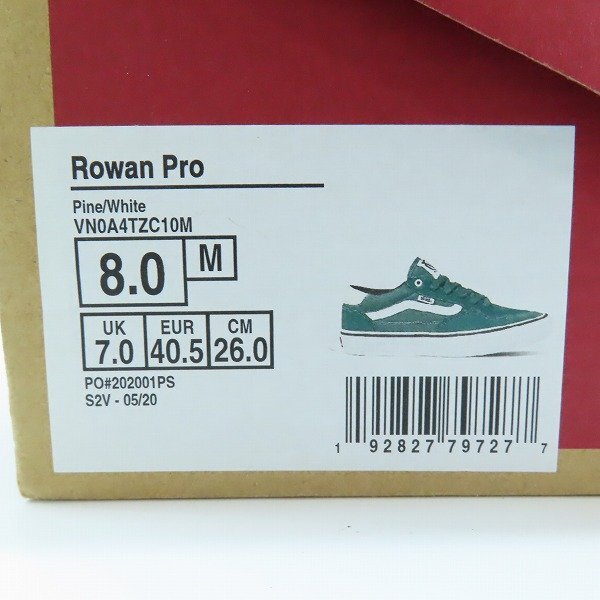 Rowan Pro
Pine/White
VN0A4TZC10M
8.0 M
UK EUR CM
7.0 40.5 26.0
PO#202001PS
S2V - 05/20
1 92827 79727 7